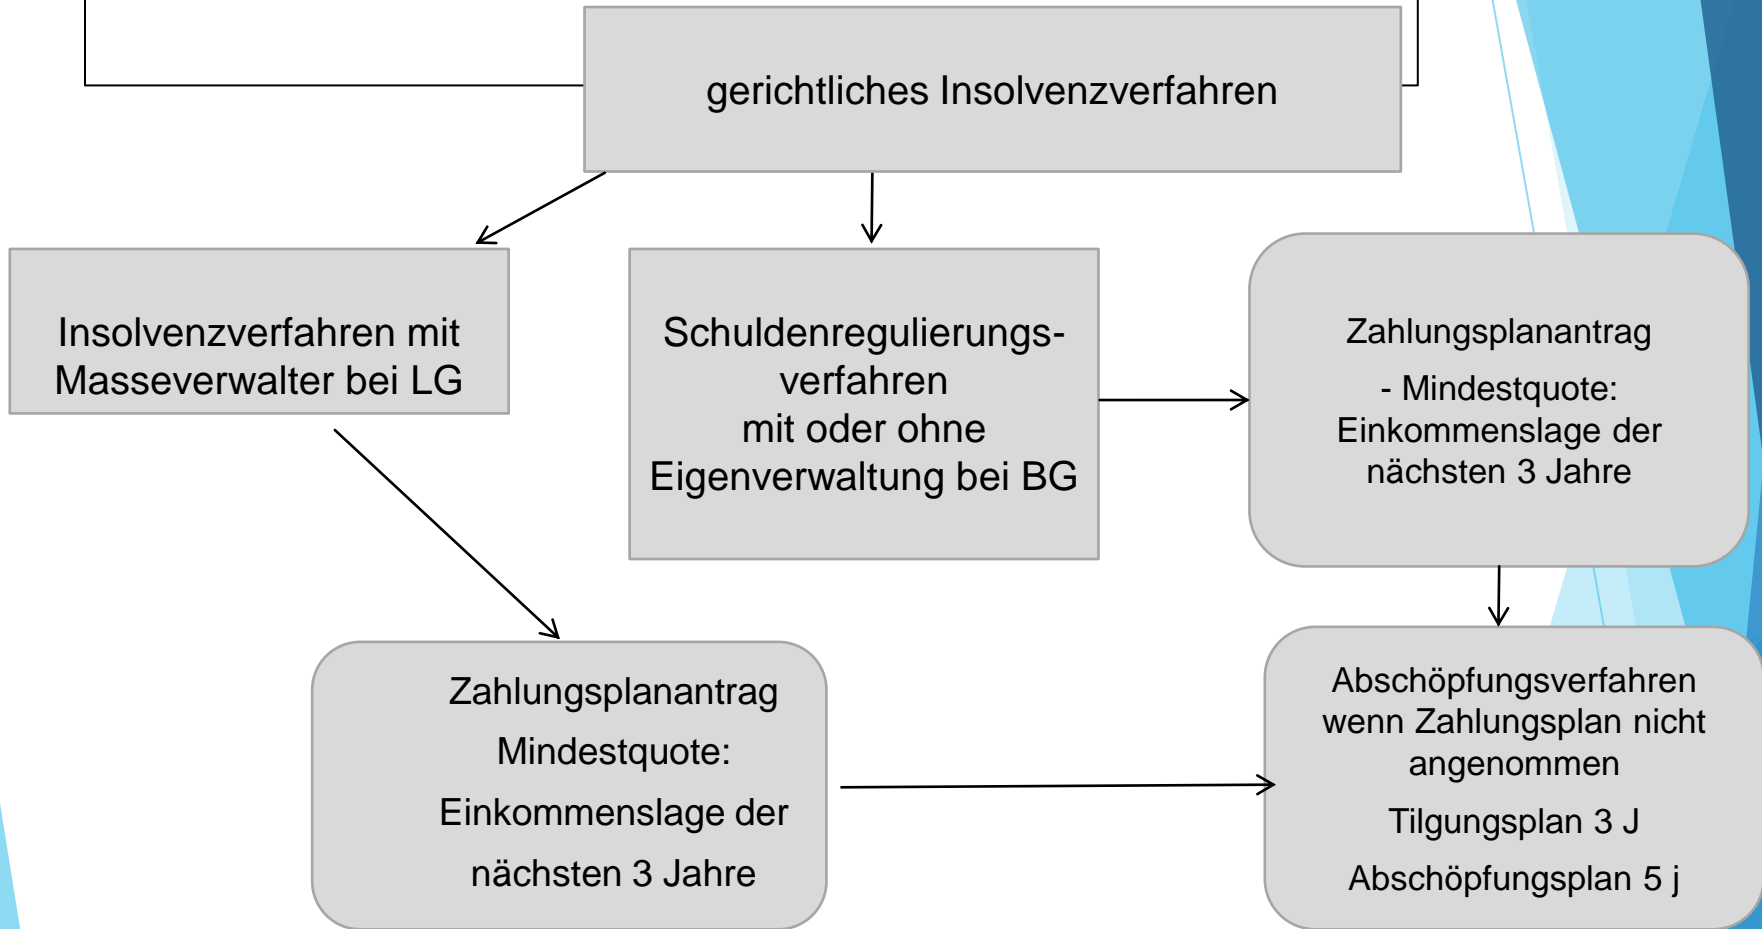 gerichtliches Insolvenzverfahren
Insolvenzverfahren mit
Masseverwalter bei LG
Schuldenregulierungs-
verfahren
mit oder ohne
Eigenverwaltung bei BG
Zahlungsplanantrag
- Mindestquote:
Einkommenslage der
nächsten 3 Jahre
Zahlungsplanantrag
Mindestquote:
Einkommenslage der
nächsten 3 Jahre
Abschöpfungsverfahren
wenn Zahlungsplan nicht
angenommen
Tilgungsplan 3 J
Abschöpfungsplan 5 j